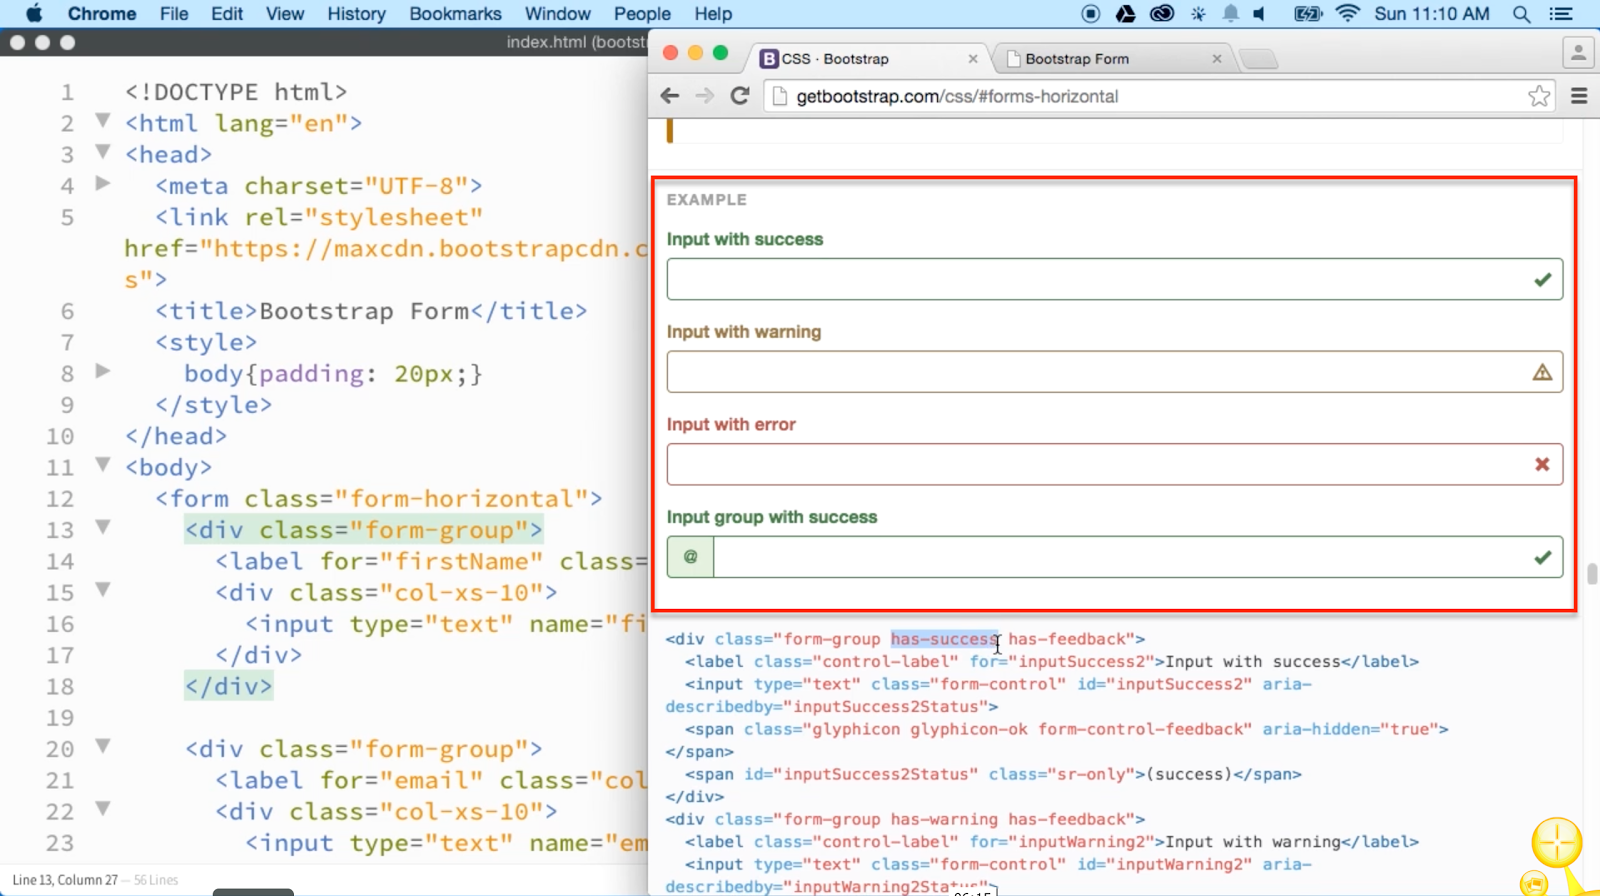 Chrome File Edit View History Bookmarks Window People Help Sun 11:10 AM
index.html (bootst
CSS · Bootstrap
Bootstrap Form
getbootstrap.com/css/#forms-horizontal
1 <!DOCTYPE html>
2 <html lang="en">
3 <head>
4 <meta charset="UTF-8">
5 <link rel="stylesheet"
href="https://maxcdn.bootstrapcdn.c
s">
6 <title>Bootstrap Form</title>
7 <style>
8 body{padding: 20px;}
9 </style>
10 </head>
11 <body>
12 <form class="form-horizontal">
13 <div class="form-group">
14 <label for="firstName" class=
15 <div class="col-xs-10">
16 <input type="text" name="fi
17 </div>
18 </div>
19
20 <div class="form-group">
21 <label for="email" class="col
22 <div class="col-xs-10">
23 <input type="text" name="em
Line 13, Column 27 — 56 Lines
EXAMPLE
Input with success
Input with warning
Input with error
Input group with success
@
<div class="form-group has-success has-feedback">
<label class="control-label" for="inputSuccess2">Input with success</label>
<input type="text" class="form-control" id="inputSuccess2" aria-
describedby="inputSuccess2Status">
<span class="glyphicon glyphicon-ok form-control-feedback" aria-hidden="true">
</span>
<span id="inputSuccess2Status" class="sr-only">(success)</span>
</div>
<div class="form-group has-warning has-feedback">
<label class="control-label" for="inputWarning2">Input with warning</label>
<input type="text" class="form-control" id="inputWarning2" aria-
describedby="inputWarning2Status">